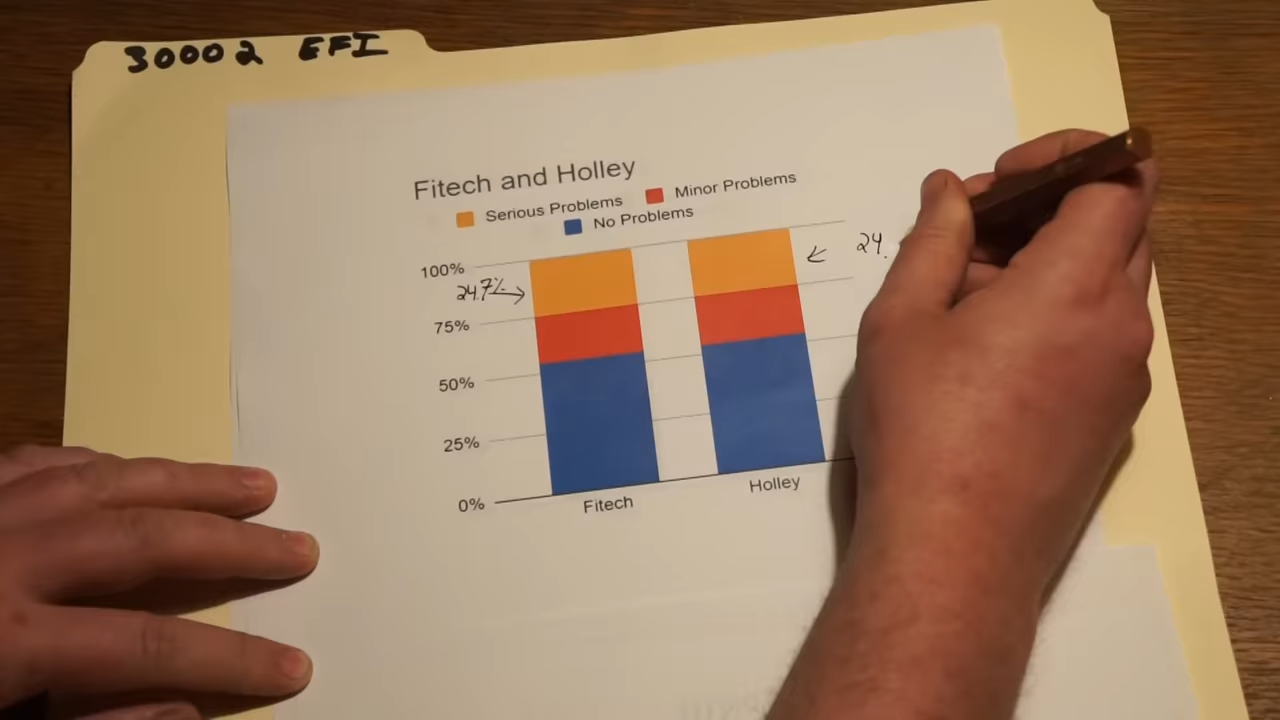 30002 EFI
Fitech and Holley
Serious Problems Minor Problems
No Problems
100%
24.7%
24.
75%
50%
25%
0%
Fitech Holley